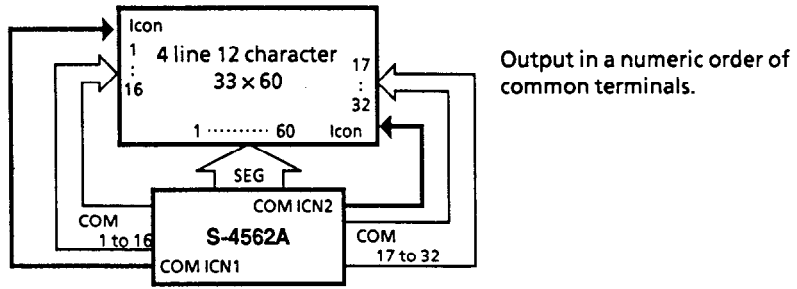 Icon
1
:
16
4 line 12 character
33 × 60
17
:
32
1 ·········· 60
Icon
Output in a numeric order of
common terminals.
SEG
COM ICN2
S-4562A
COM
1 to 16
COM ICN1
COM
17 to 32